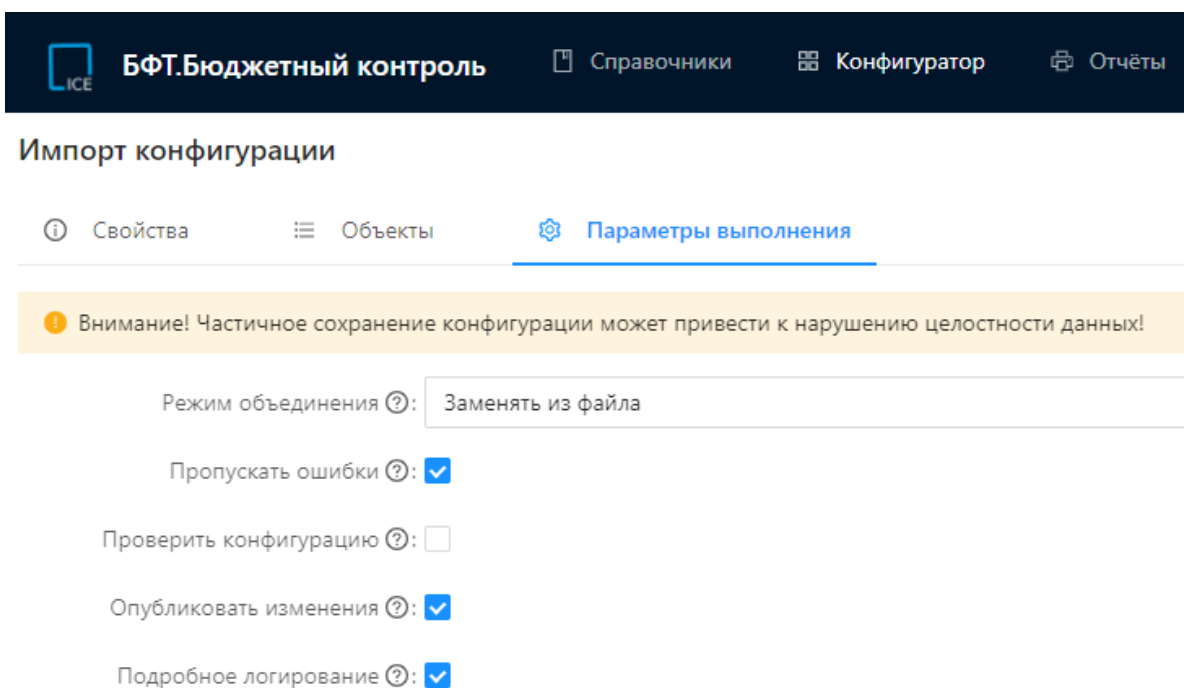 ICE БФТ.Бюджетный контроль Справочники Конфигуратор Отчёты
Импорт конфигурации
Свойства Объекты Параметры выполнения
Внимание! Частичное сохранение конфигурации может привести к нарушению целостности данных!
Режим объединения ?: Заменять из файла
Пропускать ошибки ?:
Проверить конфигурацию ?:
Опубликовать изменения ?:
Подробное логирование ?: